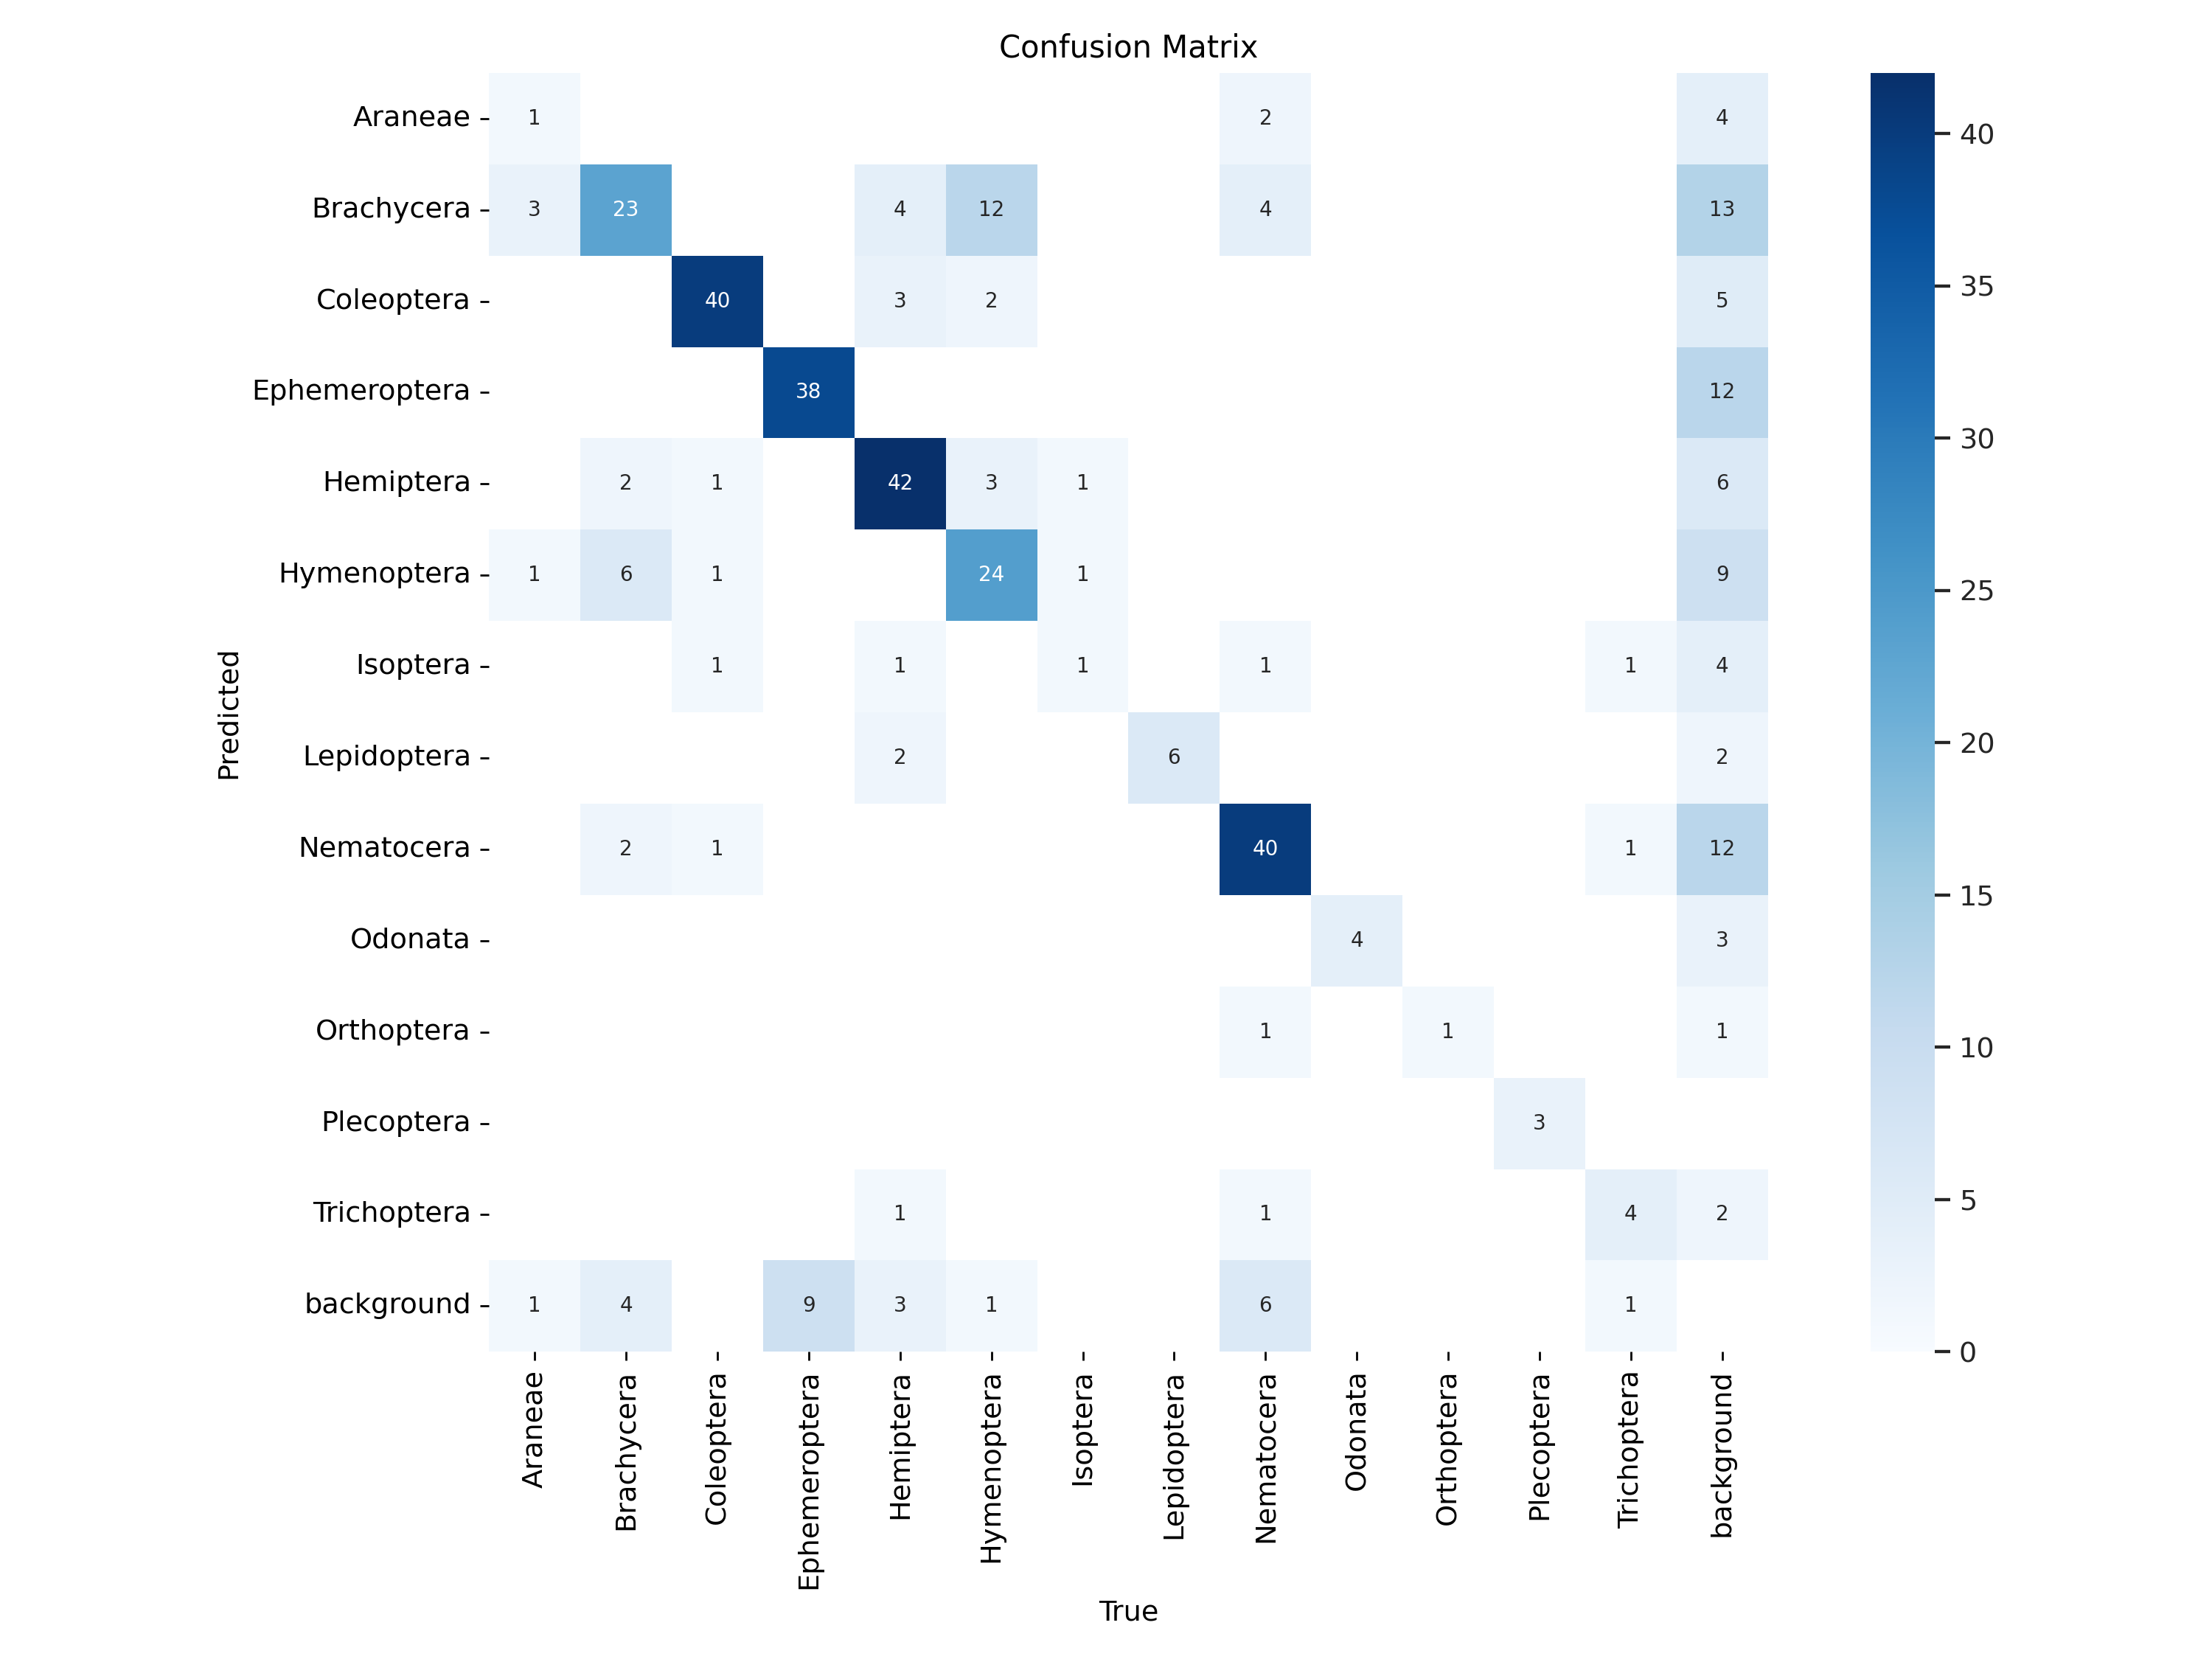 Confusion Matrix
Araneae 1 2 4
Brachycera 3 23 4 12 4 13
Coleoptera 40 3 2 5
Ephemeroptera 38 12
Hemiptera 2 1 42 3 1 6
Hymenoptera 1 6 1 24 1 9
Isoptera 1 1 1 1 1 4
Lepidoptera 2 6 2
Nematocera 2 1 40 1 12
Odonata 4 3
Orthoptera 1 1 1
Plecoptera 3
Trichoptera 1 1 4 2
background 1 4 9 3 1 6 1
Predicted
Araneae Brachycera Coleoptera Ephemeroptera Hemiptera Hymenoptera Isoptera Lepidoptera Nematocera Odonata Orthoptera Plecoptera Trichoptera background
True
40
35
30
25
20
15
10
5
0